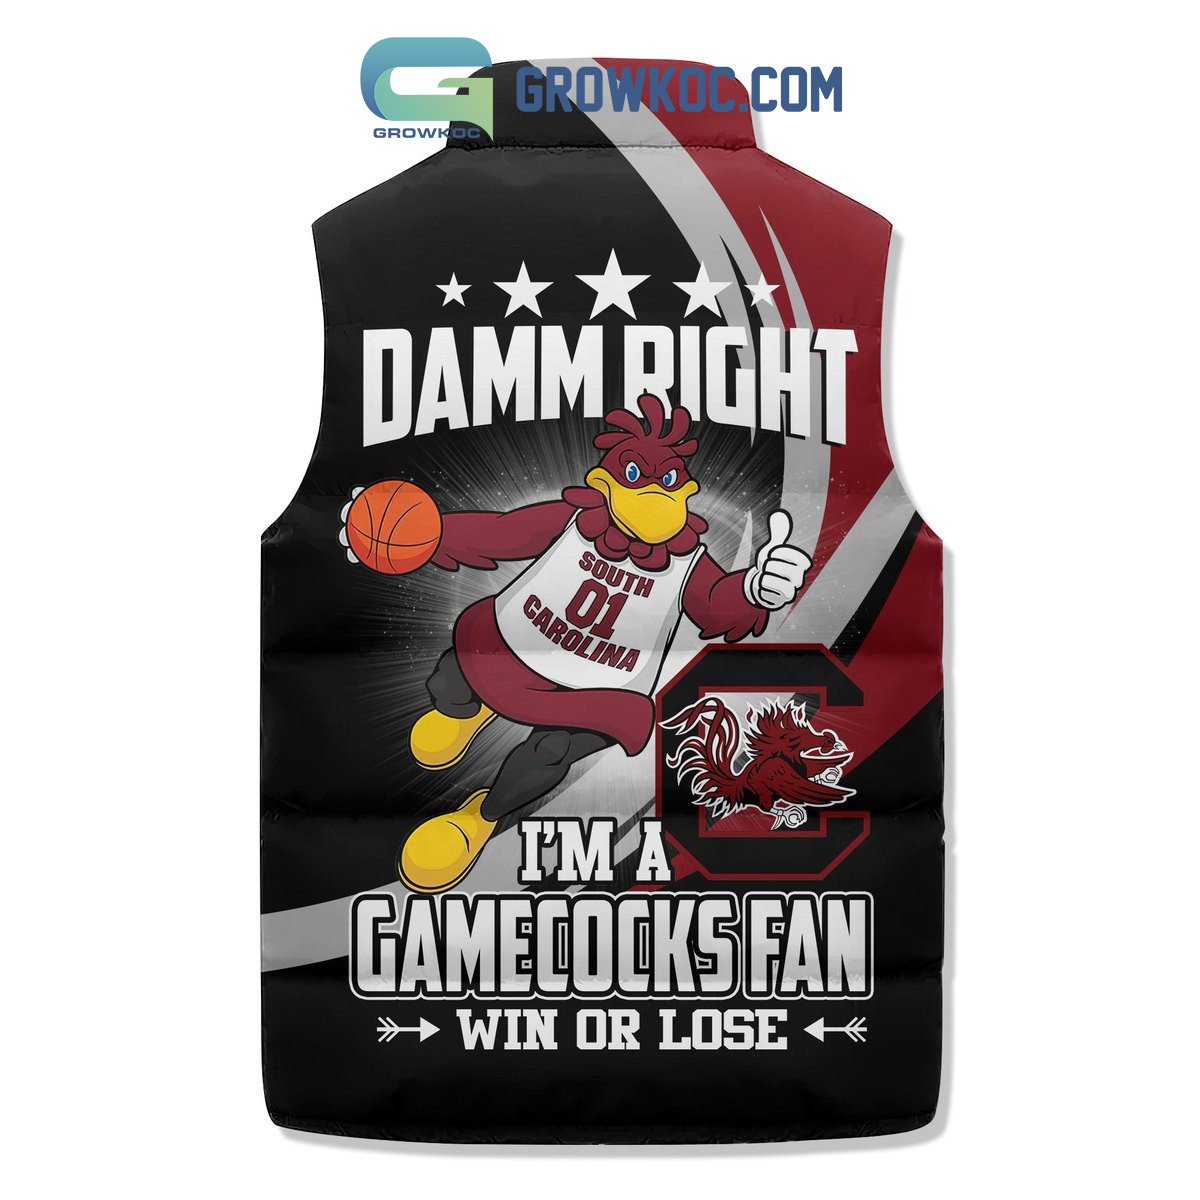 GROWKOC
GROWKOC.COM
DAMM RIGHT
SOUTH
01
CAROLINA
I'M A
GAMECOCKS FAN
WIN OR LOSE